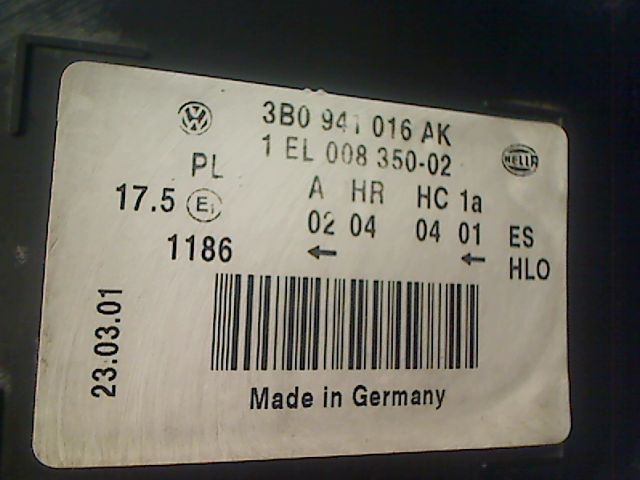 3B0 941 016 AK
1 EL 008 350-02
HELLA
PL
A HR HC 1a
17.5 E1
02 04 04 01 ES
1186 ← ← HLO
23.03.01
Made in Germany